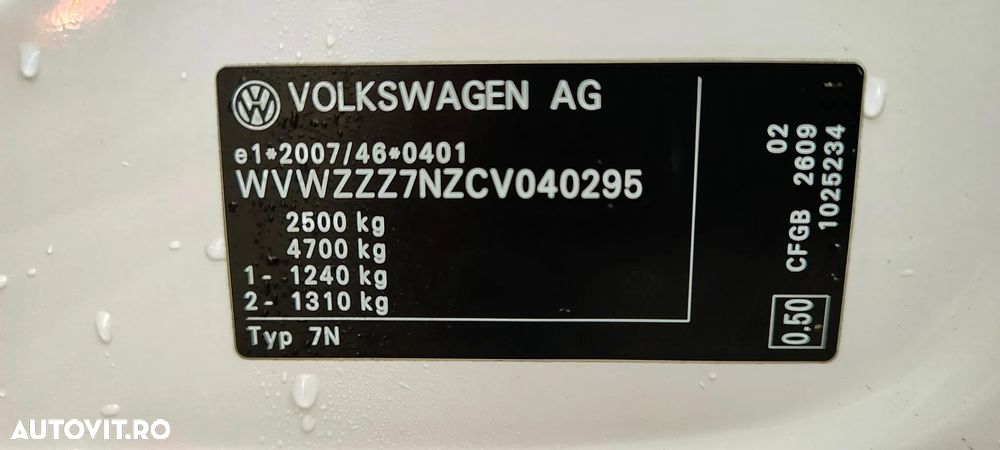 VOLKSWAGEN AG
e1*2007/46*0401
WVWZZZ7NZCV040295
2500 kg
4700 kg
1- 1240 kg
2- 1310 kg
Typ 7N
02
CFGB 2609
1025234
0,50
AUTOVIT.RO